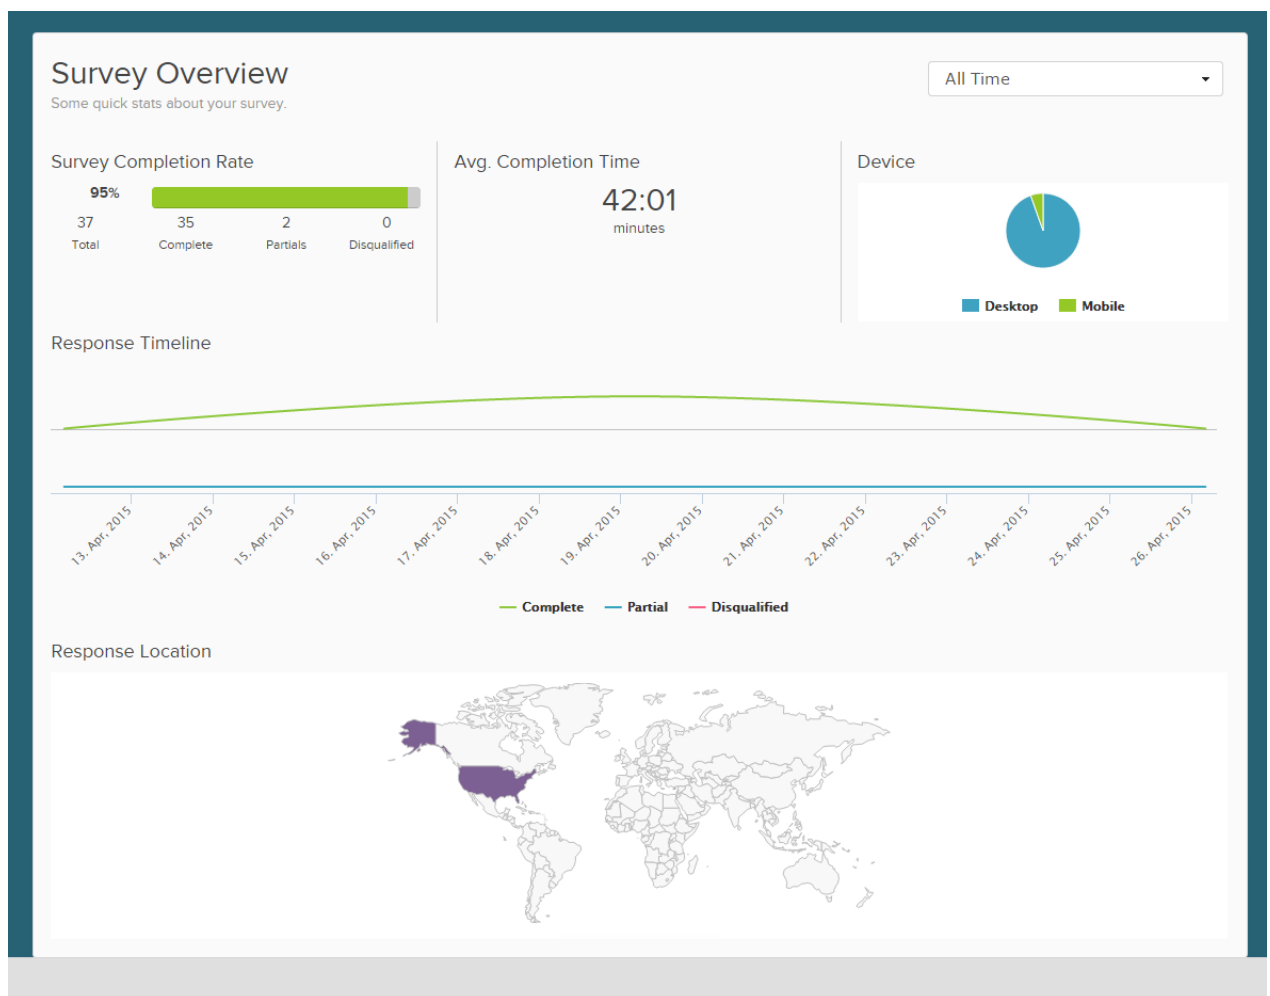 Survey Overview
Some quick stats about your survey.
All Time
Survey Completion Rate
95%
37 35 2 0
Total Complete Partials Disqualified
Avg. Completion Time
42:01
minutes
Device
Desktop Mobile
Response Timeline
13. Apr, 2015
14. Apr, 2015
15. Apr, 2015
16. Apr, 2015
17. Apr, 2015
18. Apr, 2015
19. Apr, 2015
20. Apr, 2015
21. Apr, 2015
22. Apr, 2015
23. Apr, 2015
24. Apr, 2015
25. Apr, 2015
26. Apr, 2015
Complete Partial Disqualified
Response Location